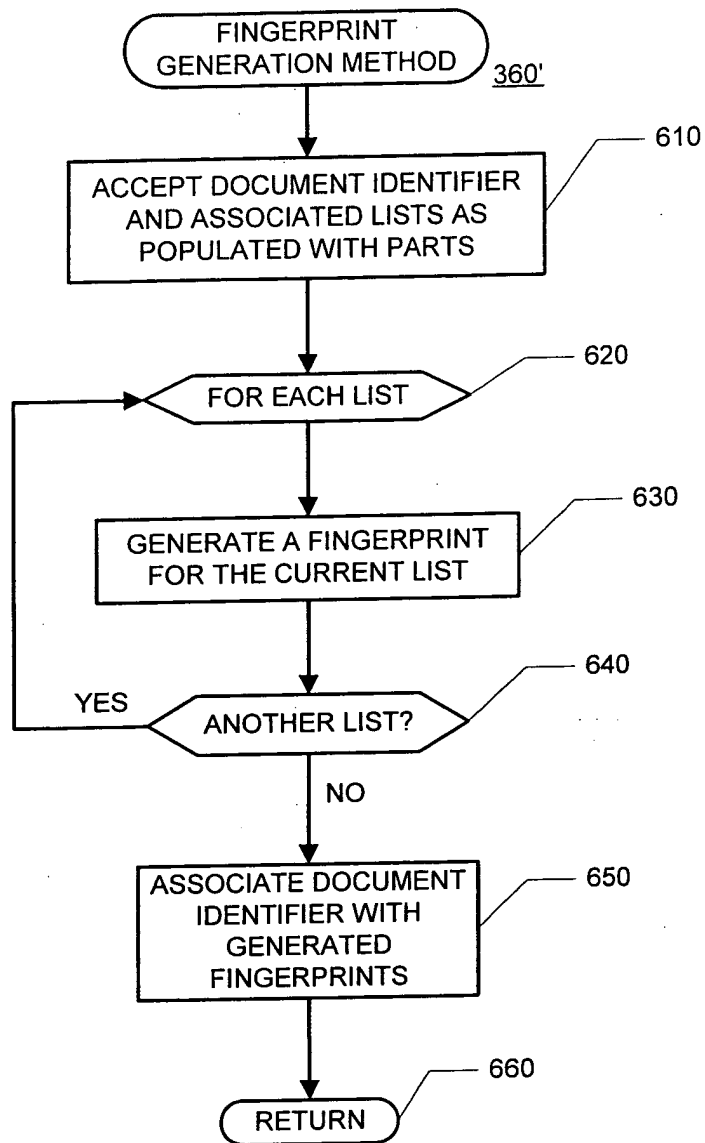 FINGERPRINT
GENERATION METHOD
360'
610
ACCEPT DOCUMENT IDENTIFIER
AND ASSOCIATED LISTS AS
POPULATED WITH PARTS
620
FOR EACH LIST
630
GENERATE A FINGERPRINT
FOR THE CURRENT LIST
640
YES
ANOTHER LIST?
NO
650
ASSOCIATE DOCUMENT
IDENTIFIER WITH
GENERATED
FINGERPRINTS
660
RETURN